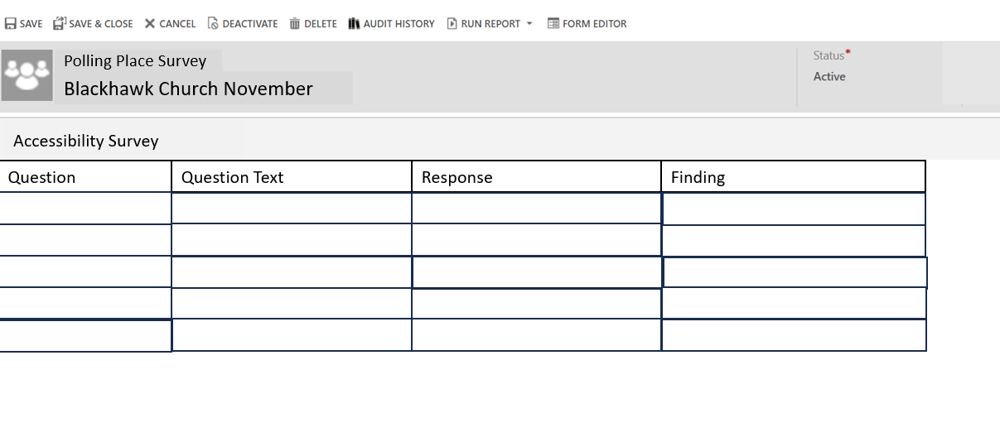 SAVE SAVE & CLOSE CANCEL DEACTIVATE DELETE AUDIT HISTORY RUN REPORT FORM EDITOR
Polling Place Survey
Blackhawk Church November
Status*
Active
Accessibility Survey
Question Question Text Response Finding